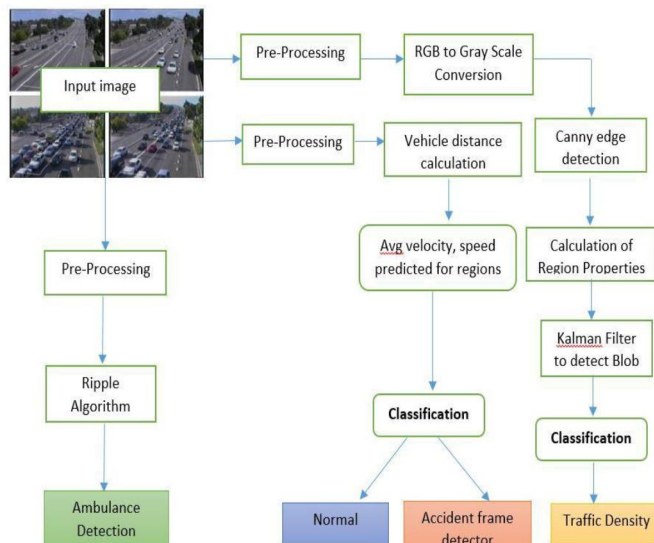 Input image
Pre-Processing
RGB to Gray Scale
Conversion
Pre-Processing
Vehicle distance
calculation
Canny edge
detection
Pre-Processing
Avg velocity, speed
predicted for regions
Calculation of
Region Properties
Kalman Filter
to detect Blob
Ripple
Algorithm
Classification
Classification
Ambulance
Detection
Normal
Accident frame
detector
Traffic Density